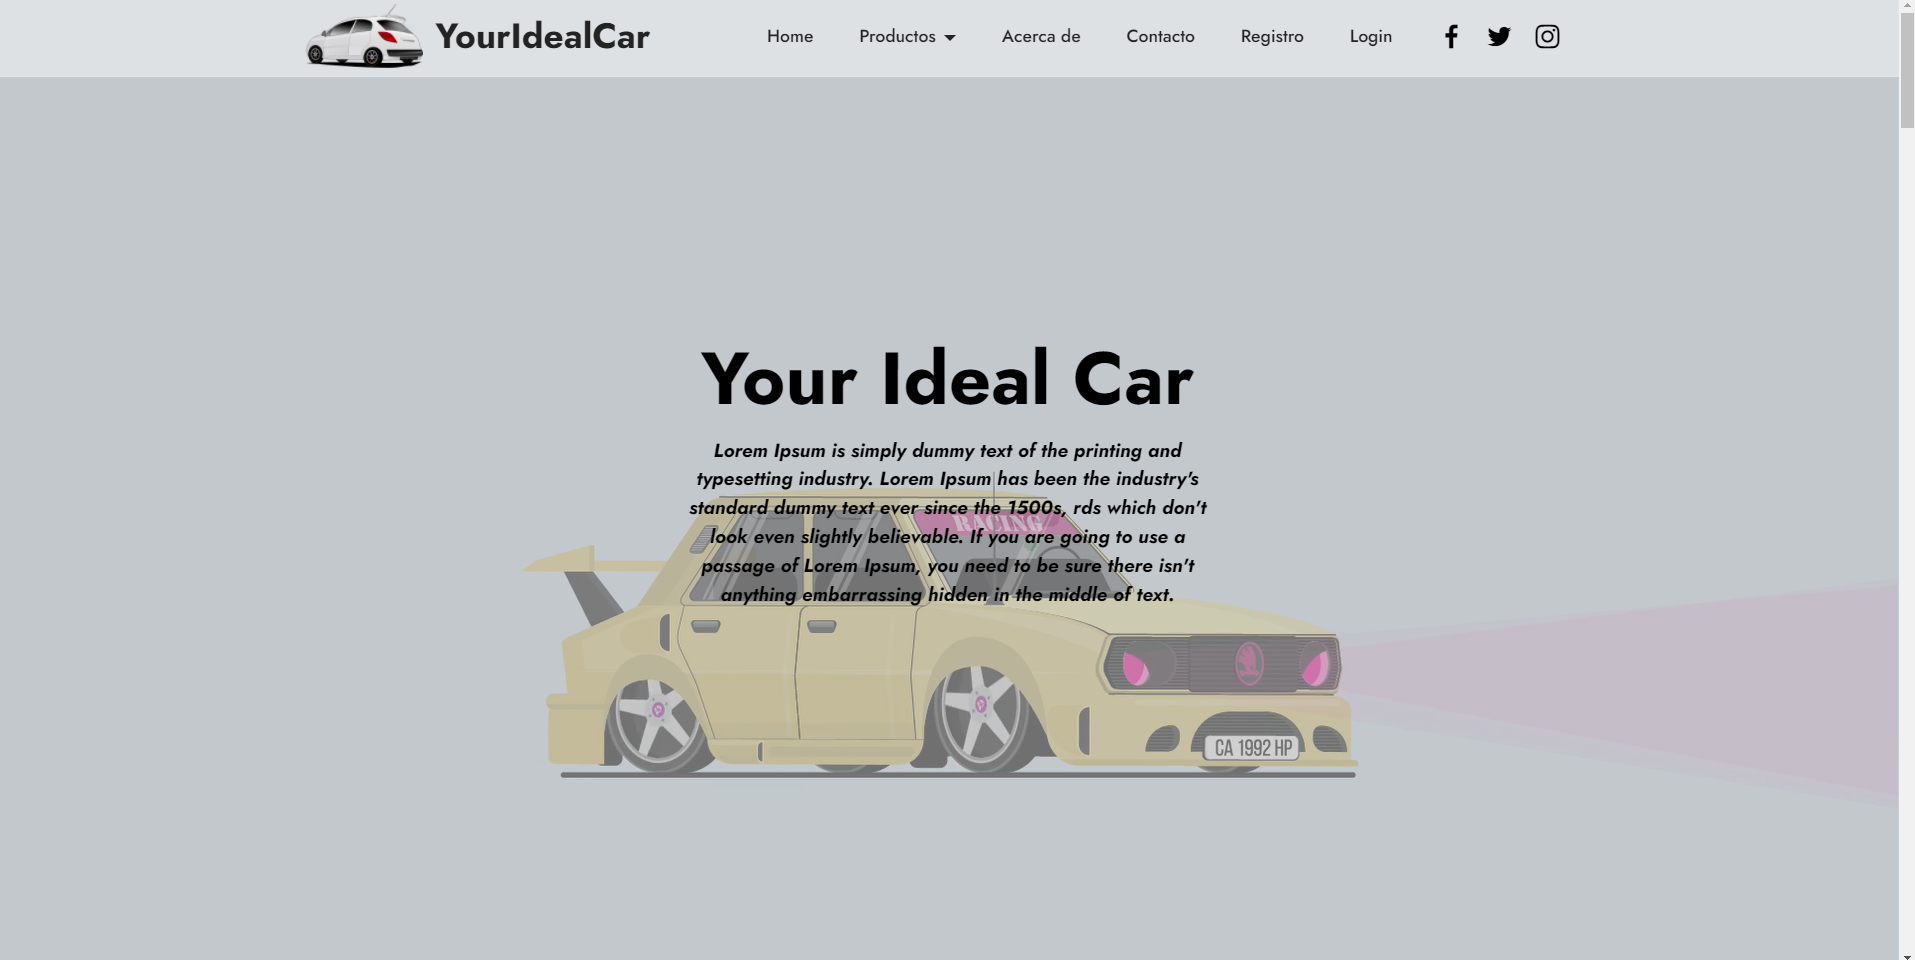 YourIdealCar
Home Productos Acerca de Contacto Registro Login
Your Ideal Car
Lorem Ipsum is simply dummy text of the printing and
typesetting industry. Lorem Ipsum has been the industry's
standard dummy text ever since the 1500s, rds which don't
look even slightly believable. If you are going to use a
passage of Lorem Ipsum, you need to be sure there isn't
anything embarrassing hidden in the middle of text.
RACING
CA 1992 HP